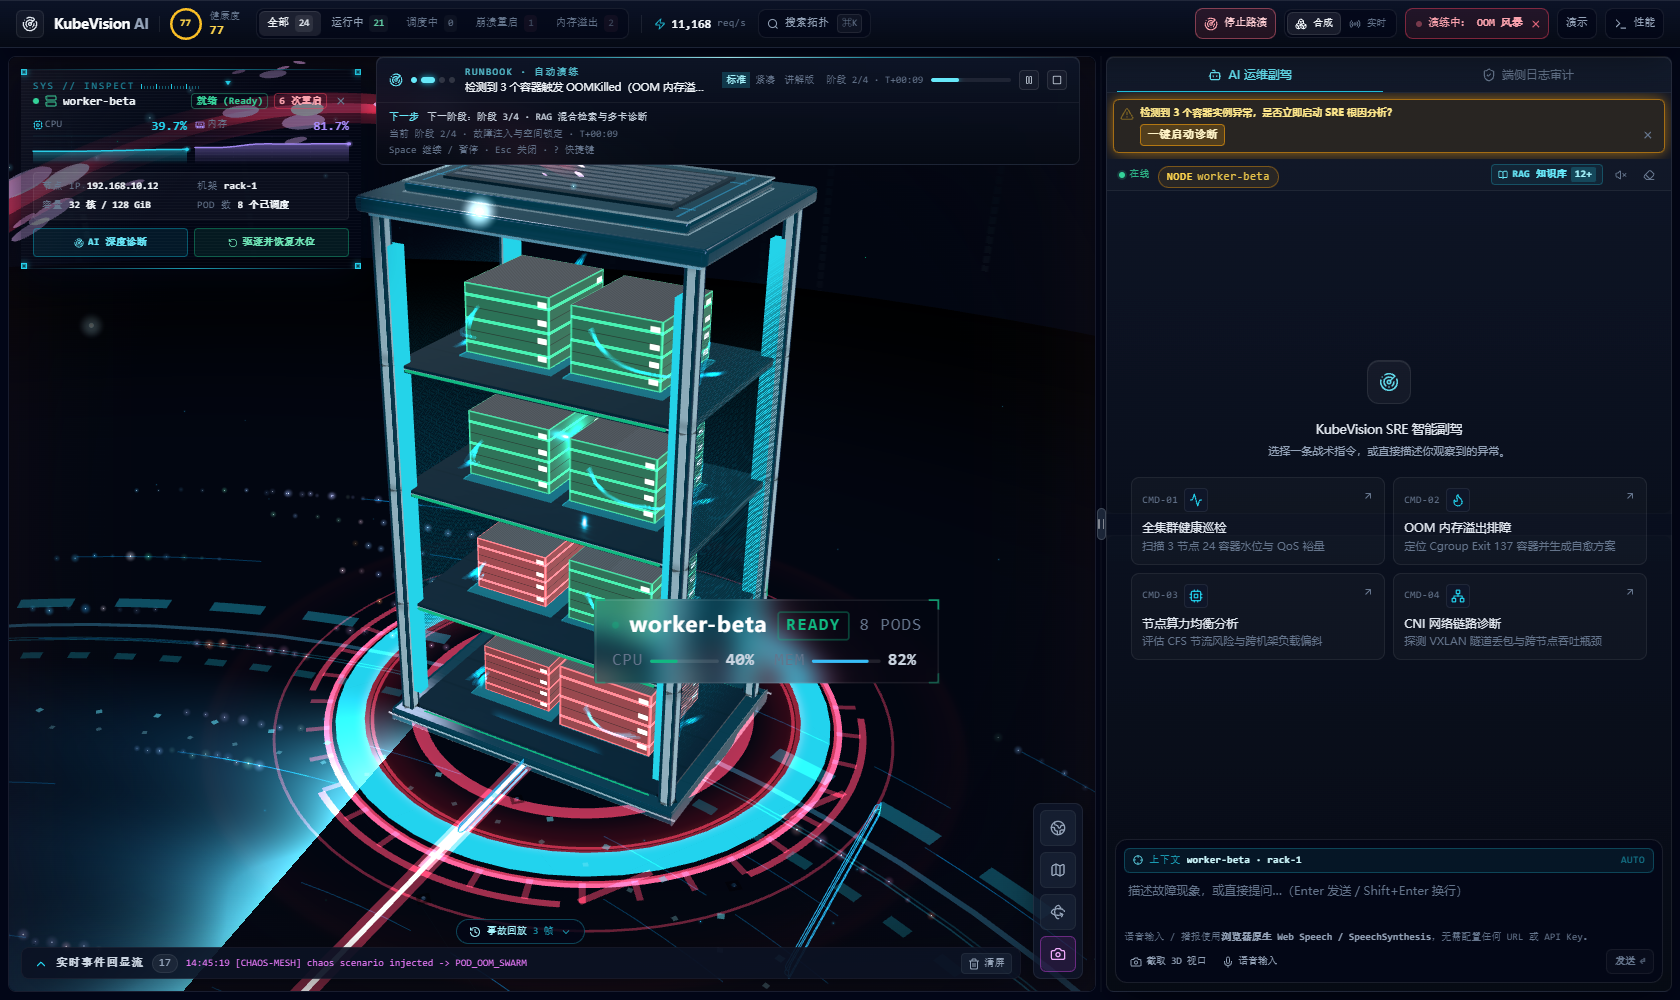 KubeVision AI
77
健康度
77
全部 24
运行中 21
调度中 0
崩溃重启 1
内存溢出 2
11,168 req/s
搜索拓扑 ⌘K
停止路演
合成
实时
演练中: OOM 风暴 ×
演示
性能
SYS // INSPECT
worker-beta
就绪 (Ready)
6 次重启
CPU 39.7%
内存 81.7%
节点 IP 192.168.10.12
机架 rack-1
容量 32 核 / 128 GiB
POD 数 8 个已调度
AI 深度诊断
驱逐并恢复水位
RUNBOOK · 自动演练
检测到 3 个容器触发 OOMKilled (OOM 内存溢...
标准 紧凑 讲解版 阶段 2/4 · T+00:09
下一步 下一阶段: 阶段 3/4 · RAG 混合检索与多卡诊断
当前 阶段 2/4 · 故障注入与空间锁定 · T+00:09
Space 继续 / 暂停 · Esc 关闭 · ? 快捷键
worker-beta READY 8 PODS
CPU 40% 82%
事故回放 3 帧
实时事件回显流 17 14:45:19 [CHAOS-MESH] chaos scenario injected -> POD_OOM_SWARM
清屏
AI 运维副驾
端侧日志审计
检测到 3 个容器实例异常，是否立即启动 SRE 根因分析?
一键启动诊断
在线
NODE worker-beta
RAG 知识库 12+
KubeVision SRE 智能副驾
选择一条战术指令，或直接描述你观察到的异常。
CMD-01
全集群健康巡检
扫描 3 节点 24 容器水位与 QoS 裕量
CMD-02
OOM 内存溢出排障
定位 Cgroup Exit 137 容器并生成自愈方案
CMD-03
节点算力均衡分析
评估 CFS 节流风险与跨机架负载偏斜
CMD-04
CNI 网络链路诊断
探测 VXLAN 隧道丢包与跨节点吞吐瓶颈
上下文 worker-beta · rack-1
AUTO
描述故障现象，或直接提问... (Enter 发送 / Shift+Enter 换行)
语音输入 / 播报使用浏览器原生 Web Speech / SpeechSynthesis，无需配置任何 URL 或 API Key。
截取 3D 视口
语音输入
发送